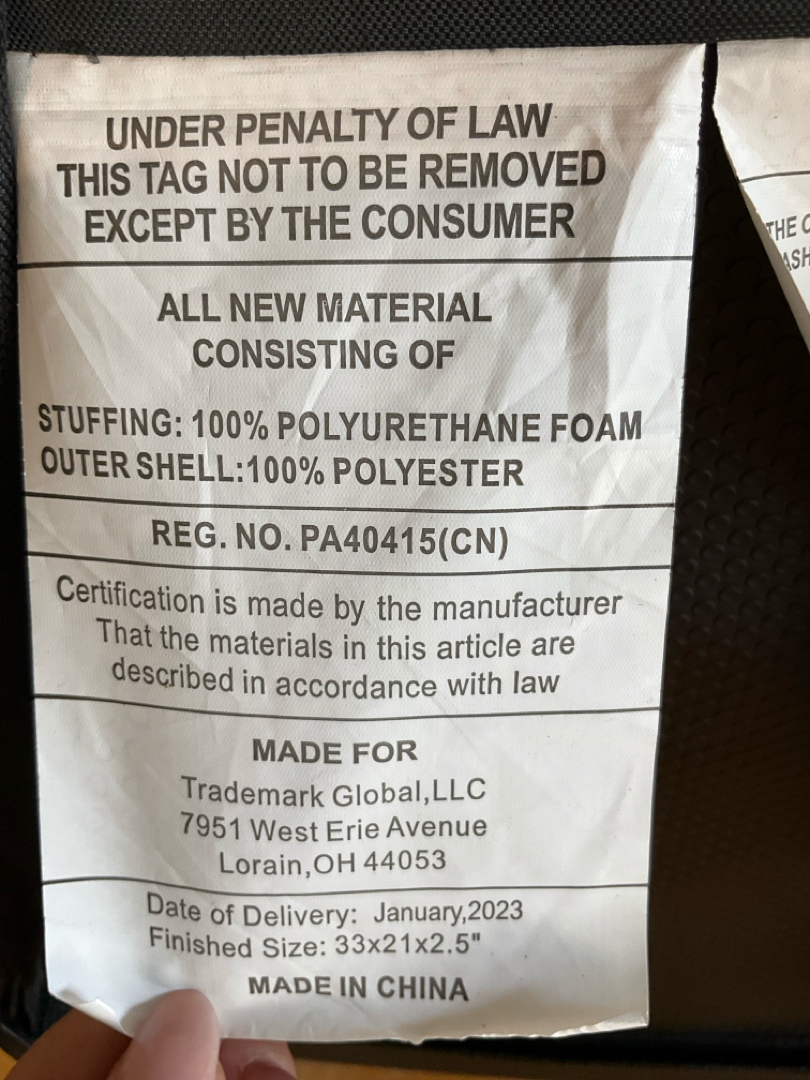 UNDER PENALTY OF LAW
THIS TAG NOT TO BE REMOVED
EXCEPT BY THE CONSUMER
ALL NEW MATERIAL
CONSISTING OF
STUFFING: 100% POLYURETHANE FOAM
OUTER SHELL:100% POLYESTER
REG. NO. PA40415(CN)
Certification is made by the manufacturer
That the materials in this article are
described in accordance with law
MADE FOR
Trademark Global,LLC
7951 West Erie Avenue
Lorain,OH 44053
Date of Delivery: January,2023
Finished Size: 33x21x2.5"
MADE IN CHINA
THE